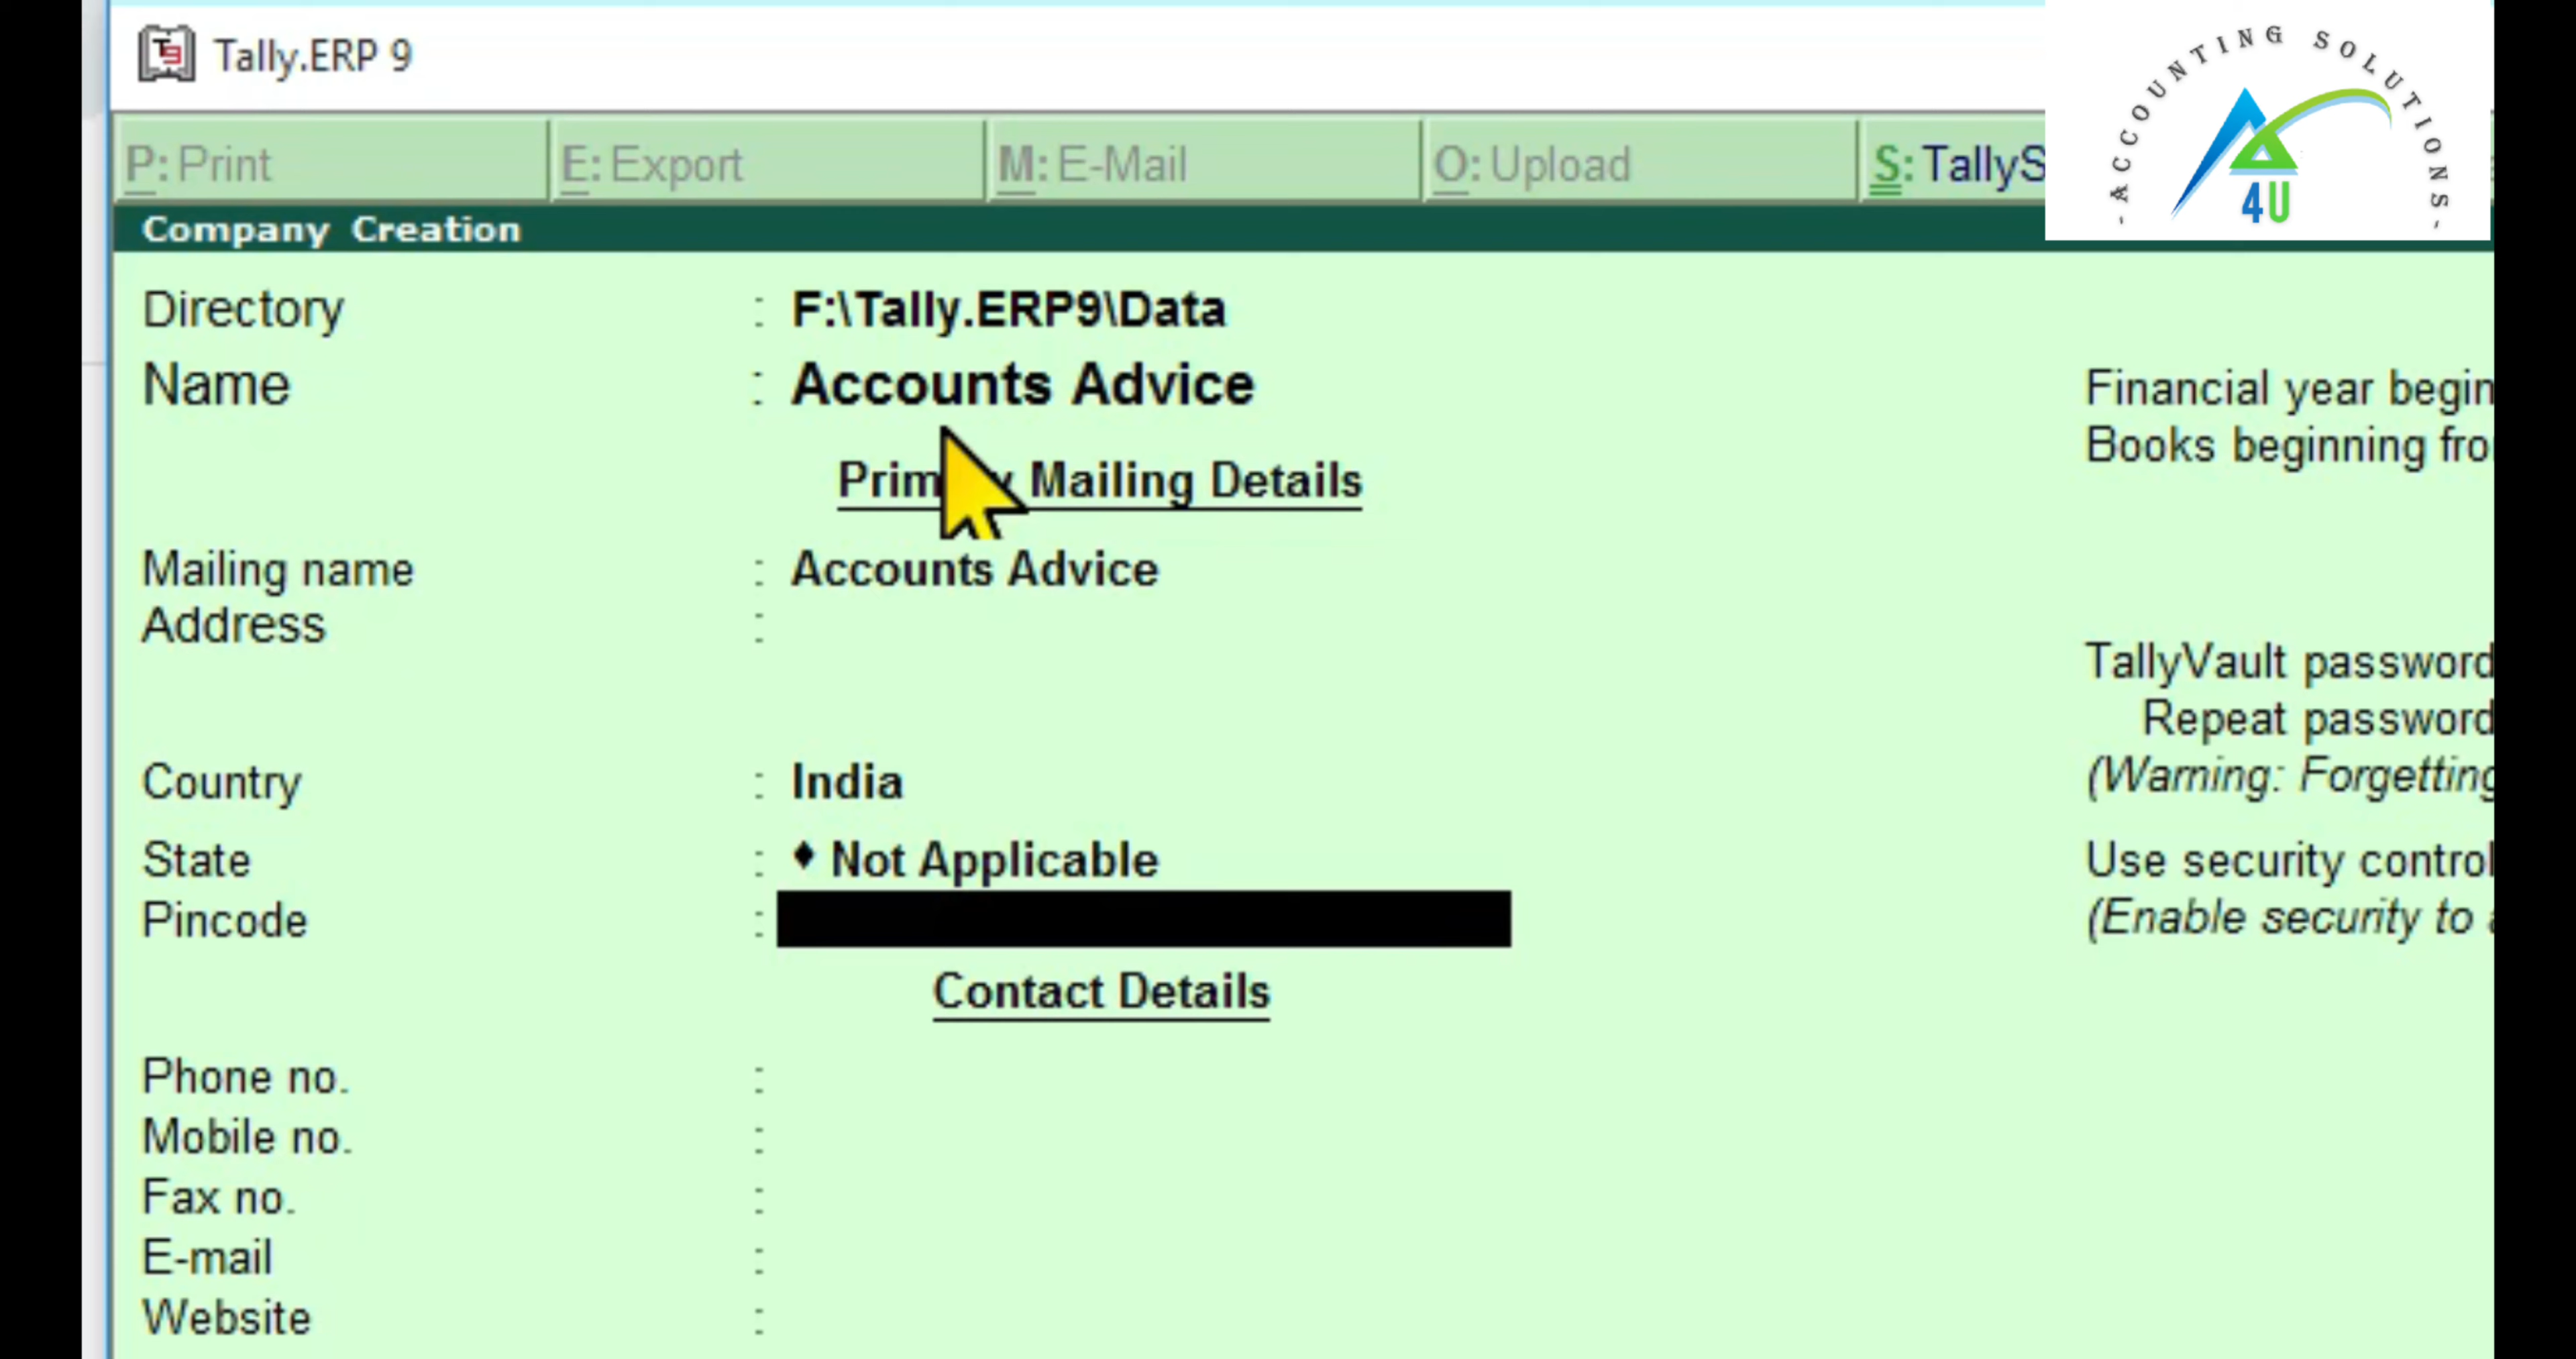 Tally.ERP 9
P: Print E: Export M: E-Mail O: Upload S: TallyS
- ACCOUNTING SOLUTIONS -
4U
Company Creation
Directory : F:\Tally.ERP9\Data
Name : Accounts Advice
Financial year begin
Books beginning fro
Mailing Details
Mailing name : Accounts Advice
Address :
TallyVault password
Repeat password
Country : India
(Warning: Forgetting
State : ♦ Not Applicable
Use security control
Pincode :
(Enable security to
Contact Details
Phone no. :
Mobile no. :
Fax no. :
E-mail :
Website :